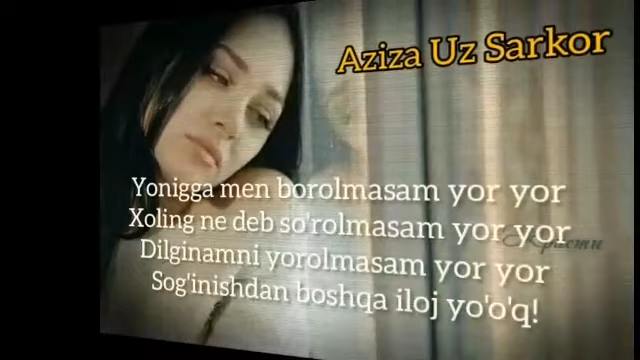 Aziza Uz Sarkor
Yonigga men borolmasam yor yor
Xoling ne deb so'rolmasam yor yor
Dilginamni yorolmasam yor yor
Sog'inishdan boshqa iloj yo'o'q!